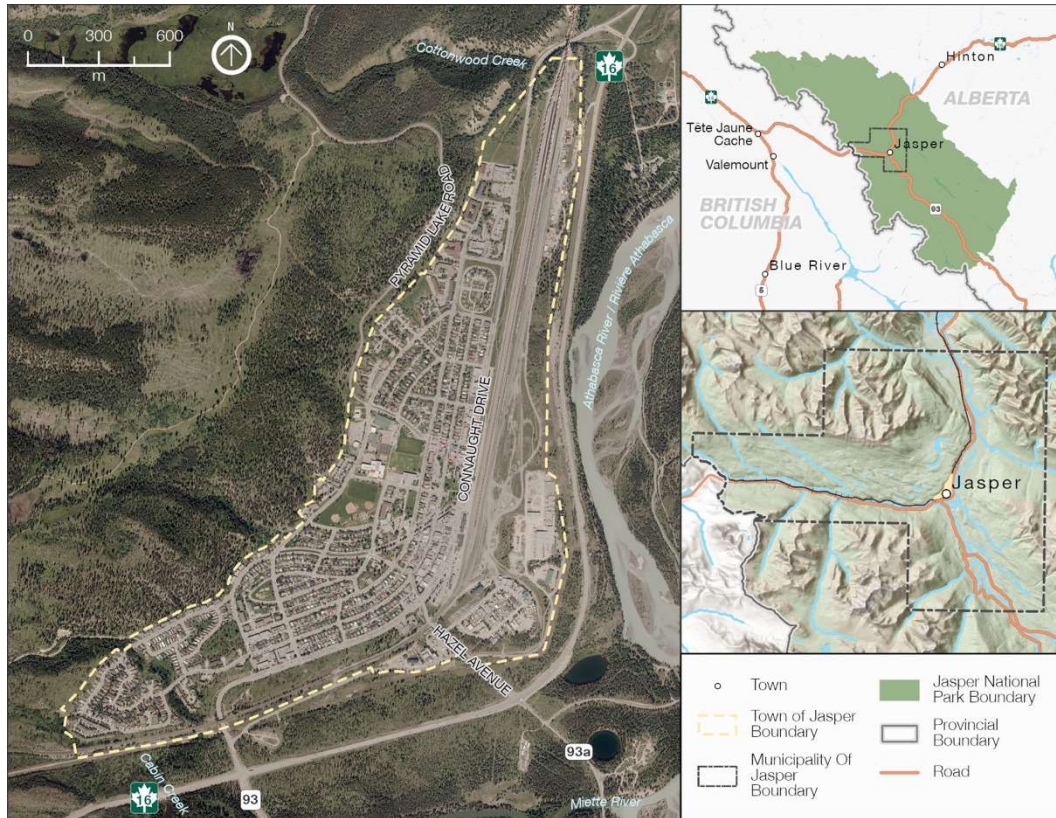 0 300 600
m
N
Cottonwood Creek
16
PYRAMID LAKE ROAD
Athabasca River / Rivière Athabasca
CONNAUGHT DRIVE
HAZEL AVENUE
93a
Cabin Creek
16
93
Miette River
16
Hinton
ALBERTA
16
Tête Jaune
Cache
Jasper
Valemount
BRITISH
COLUMBIA
93
Blue River
5
Jasper
Town
Town of Jasper
Boundary
Municipality Of
Jasper
Boundary
Jasper National
Park Boundary
Provincial
Boundary
Road